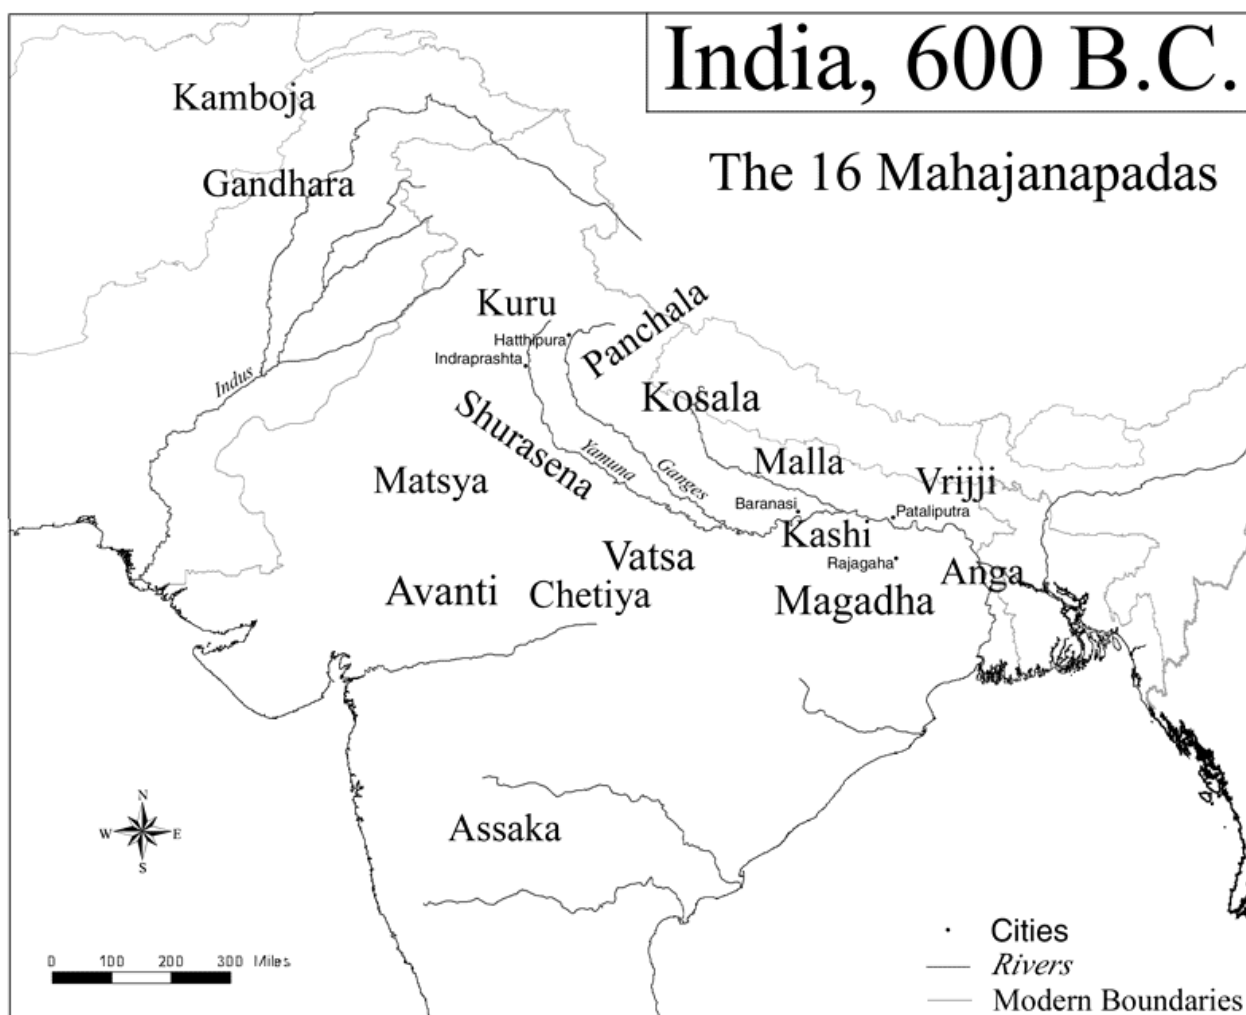 India, 600 B.C.
The 16 Mahajanapadas
Kamboja
Gandhara
Kuru
Hatthipura
Indraprashta
Panchala
Indus
Kosala
Shurasena
Yamuna
Ganges
Matsya
Malla
Vrijji
Baranasi
Pataliputra
Kashi
Rajagaha
Vatsa
Anga
Avanti
Chetiya
Magadha
Assaka
N
W E
S
0 100 200 300 Miles
Cities
Rivers
Modern Boundaries